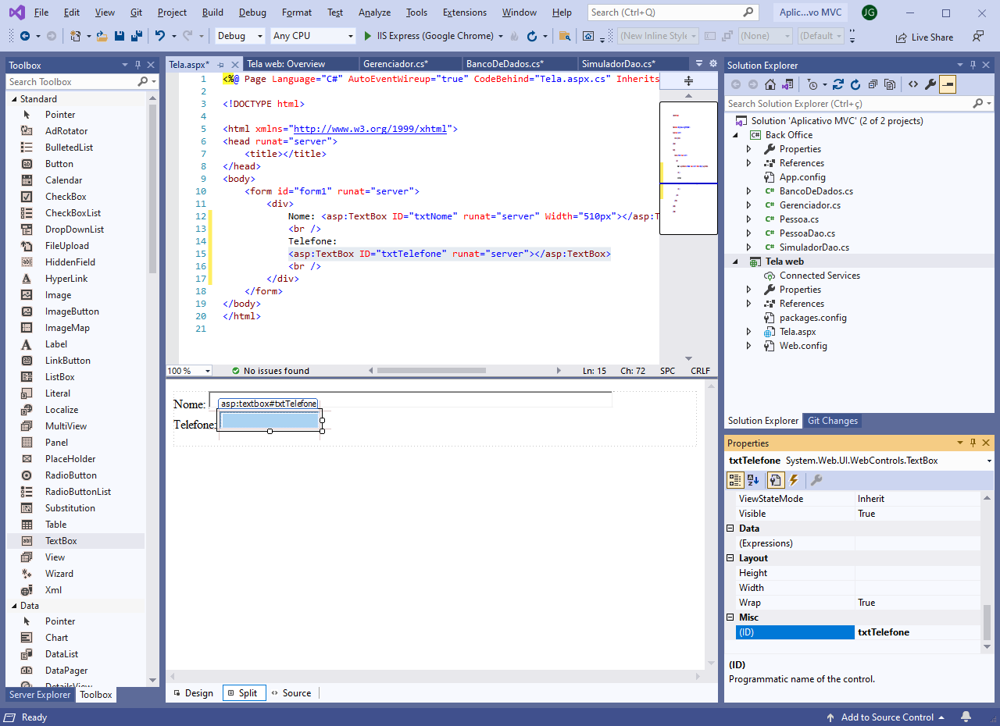 File Edit View Git Project Build Debug Format Test Analyze Tools Extensions Window Help Search (Ctrl+Q) Aplic...vo MVC JG
Debug Any CPU IIS Express (Google Chrome) (New Inline Style (None) (Default Live Share
Toolbox
Search Toolbox
Standard
Pointer
AdRotator
BulletedList
Button
Calendar
CheckBox
CheckBoxList
DropDownList
FileUpload
HiddenField
HyperLink
Image
ImageButton
ImageMap
Label
LinkButton
ListBox
Literal
Localize
MultiView
Panel
PlaceHolder
RadioButton
RadioButtonList
Substitution
Table
TextBox
View
Wizard
Xml
Data
Pointer
Chart
DataList
DataPager
DetailsView
Server Explorer Toolbox
Tela.aspx* Tela web: Overview Gerenciador.cs* BancoDeDados.cs* SimuladorDao.cs*
1 <%@ Page Language="C#" AutoEventWireup="true" CodeBehind="Tela.aspx.cs" Inherits
2
3 <!DOCTYPE html>
4
5 <html xmlns="http://www.w3.org/1999/xhtml">
6 <head runat="server">
7 <title></title>
8 </head>
9 <body>
10 <form id="form1" runat="server">
11 <div>
12 Nome: <asp:TextBox ID="txtNome" runat="server" Width="510px"></asp:T
13 <br />
14 Telefone:
15 <asp:TextBox ID="txtTelefone" runat="server"></asp:TextBox>
16 <br />
17 </div>
18 </form>
19 </body>
20 </html>
21
100 % No issues found Ln: 15 Ch: 72 SPC CRLF
Nome:
asp:textbox#txtTelefone
Telefone:
Design Split Source
Solution Explorer
Search Solution Explorer (Ctrl+ç)
Solution 'Aplicativo MVC' (2 of 2 projects)
Back Office
Properties
References
App.config
BancoDeDados.cs
Gerenciador.cs
Pessoa.cs
PessoaDao.cs
SimuladorDao.cs
Tela web
Connected Services
Properties
References
packages.config
Tela.aspx
Web.config
Solution Explorer Git Changes
Properties
txtTelefone System.Web.UI.WebControls.TextBox
ViewStateMode Inherit
Visible True
Data
(Expressions)
Layout
Height
Width
Wrap True
Misc
(ID) txtTelefone
(ID)
Programmatic name of the control.
Ready Add to Source Control